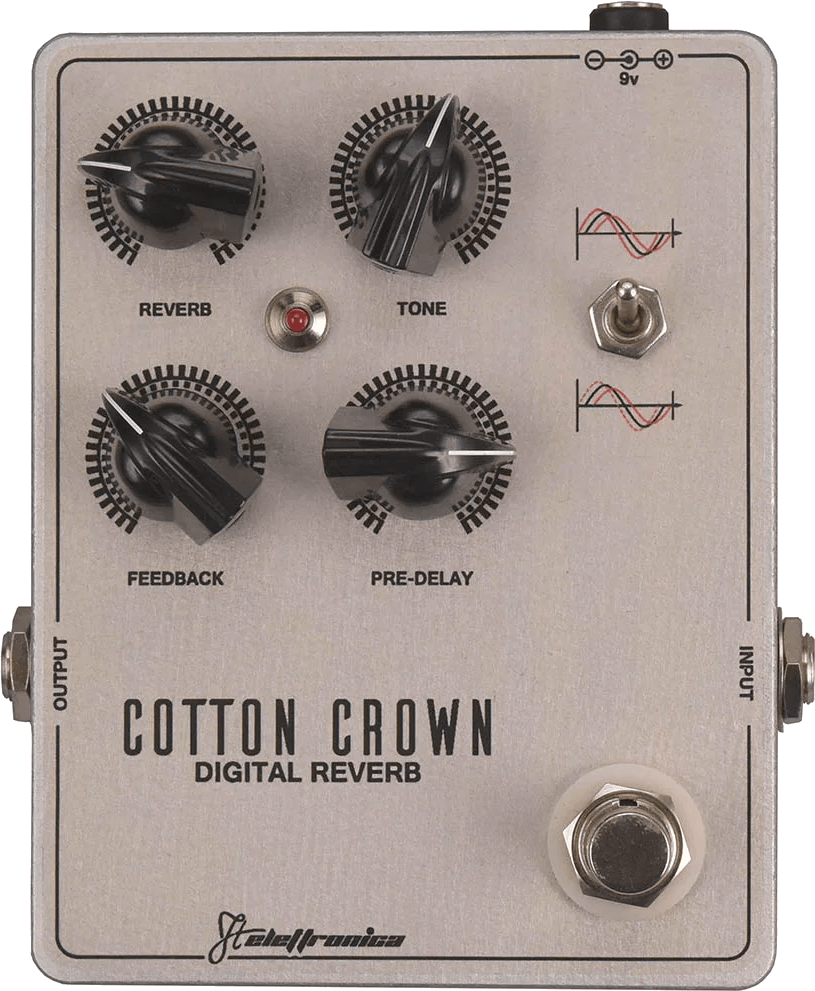 9v
REVERB
TONE
FEEDBACK
PRE-DELAY
OUTPUT
INPUT
COTTON CROWN
DIGITAL REVERB
elettronica